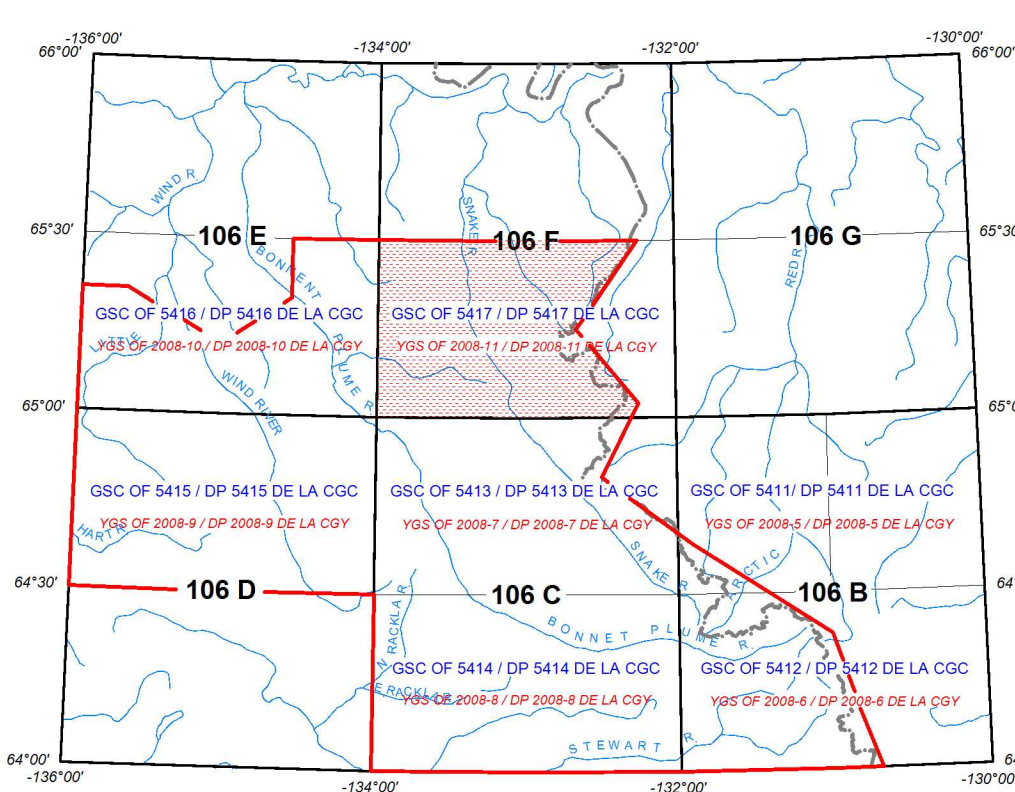 -136°00'
-134°00'
-132°00'
-130°00'
66°00'
66°00'
WIND R.
SNAKE R
65°30'
106 E
106 F
106 G
65°30
BONNENT PLUME R.
RED R
GSC OF 5416 / DP 5416 DE LA CGC
GSC OF 5417 / DP 5417 DE LA CGC
LITTLE
YGS OF 2008-10 / DP 2008-10 DE LA CGY
YGS OF 2008-11 / DP 2008-11 DE LA CGY
WIND RIVER
65°00'
65°0
GSC OF 5415 / DP 5415 DE LA CGC
GSC OF 5413 / DP 5413 DE LA CGC
GSC OF 5411/ DP 5411 DE LA CGC
HART R
YGS OF 2008-9 / DP 2008-9 DE LA CGY
YGS OF 2008-7 / DP 2008-7 DE LA CGY
YGS OF 2008-5 / DP 2008-5 DE LA CGY
SNAKE R.
ARCTIC
64°30'
106 D
106 C
106 B
64°
N RACKLA R.
BONNET PLUME R.
GSC OF 5414 / DP 5414 DE LA CGC
GSC OF 5412 / DP 5412 DE LA CGC
E RACKLA R.
YGS OF 2008-8 / DP 2008-8 DE LA CGY
YGS OF 2008-6 / DP 2008-6 DE LA CGY
STEWART R.
64°00'
64
-136°00'
-134°00'
-132°00'
-130°00'